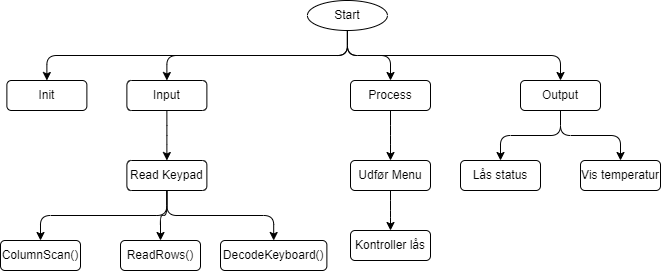 Start
Init
Input
Process
Output
Read Keypad
Udfør Menu
Lås status
Vis temperatur
ColumnScan()
ReadRows()
DecodeKeyboard()
Kontroller lås